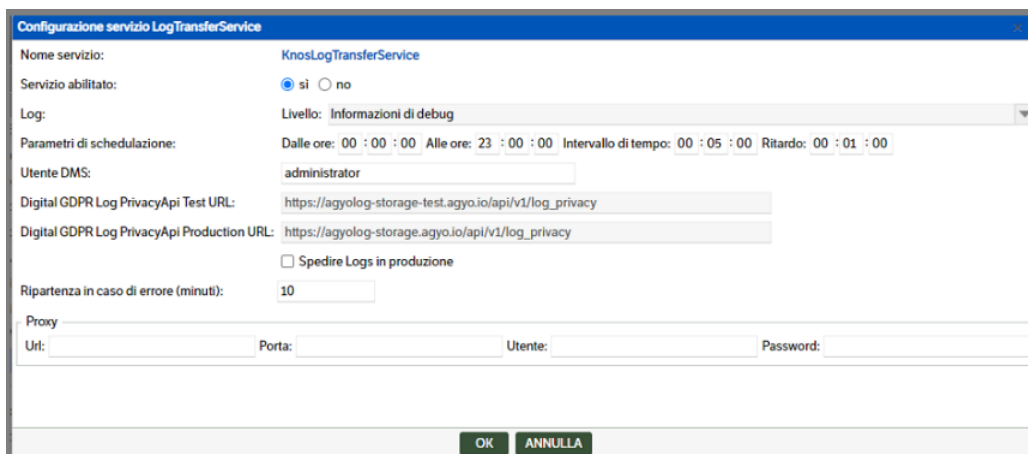 Configurazione servizio LogTransferService
Nome servizio: KnosLogTransferService
Servizio abilitato: sì no
Log: Livello: Informazioni di debug
Parametri di schedulazione: Dalle ore: 00 : 00 : 00 Alle ore: 23 : 00 : 00 Intervallo di tempo: 00 : 05 : 00 Ritardo: 00 : 01 : 00
Utente DMS: administrator
Digital GDPR Log PrivacyApi Test URL: https://agyolog-storage-test.agyo.io/api/v1/log_privacy
Digital GDPR Log PrivacyApi Production URL: https://agyolog-storage.agyo.io/api/v1/log_privacy
Spedire Logs in produzione
Ripartenza in caso di errore (minuti): 10
Proxy
Url: Porta: Utente: Password:
OK ANNULLA